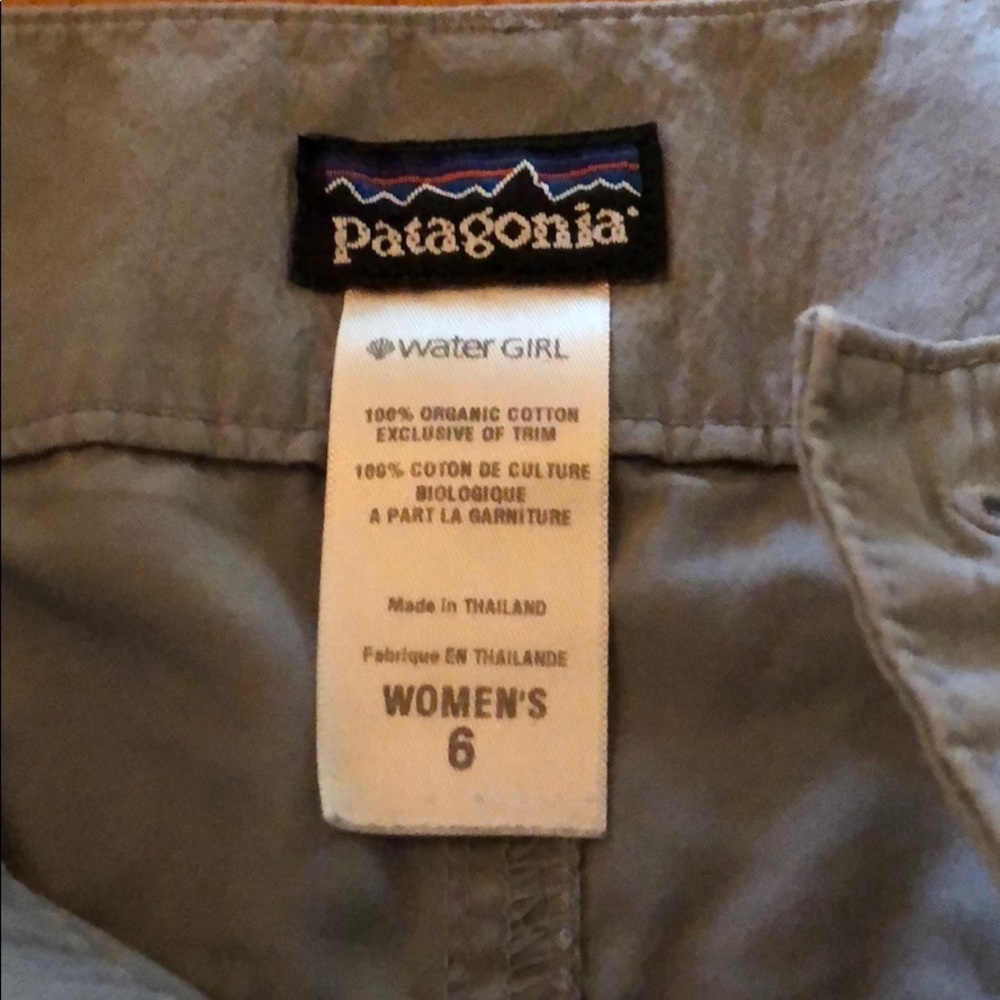 patagonia
water GIRL
100% ORGANIC COTTON
EXCLUSIVE OF TRIM
100% COTON DE CULTURE
BIOLOGIQUE
A PART LA GARNITURE
Made in THAILAND
Fabrique EN THAILANDE
WOMEN'S
6